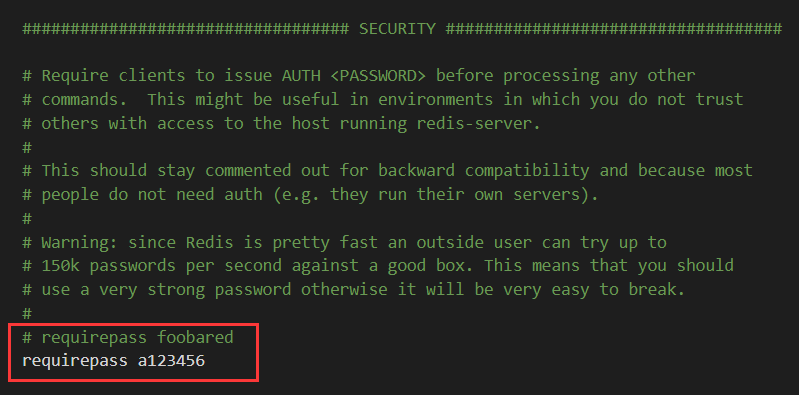 ################################## SECURITY ###################################
# Require clients to issue AUTH <PASSWORD> before processing any other
# commands.  This might be useful in environments in which you do not trust
# others with access to the host running redis-server.
#
# This should stay commented out for backward compatibility and because most
# people do not need auth (e.g. they run their own servers).
#
# Warning: since Redis is pretty fast an outside user can try up to
# 150k passwords per second against a good box. This means that you should
# use a very strong password otherwise it will be very easy to break.
#
# requirepass foobared
requirepass a123456